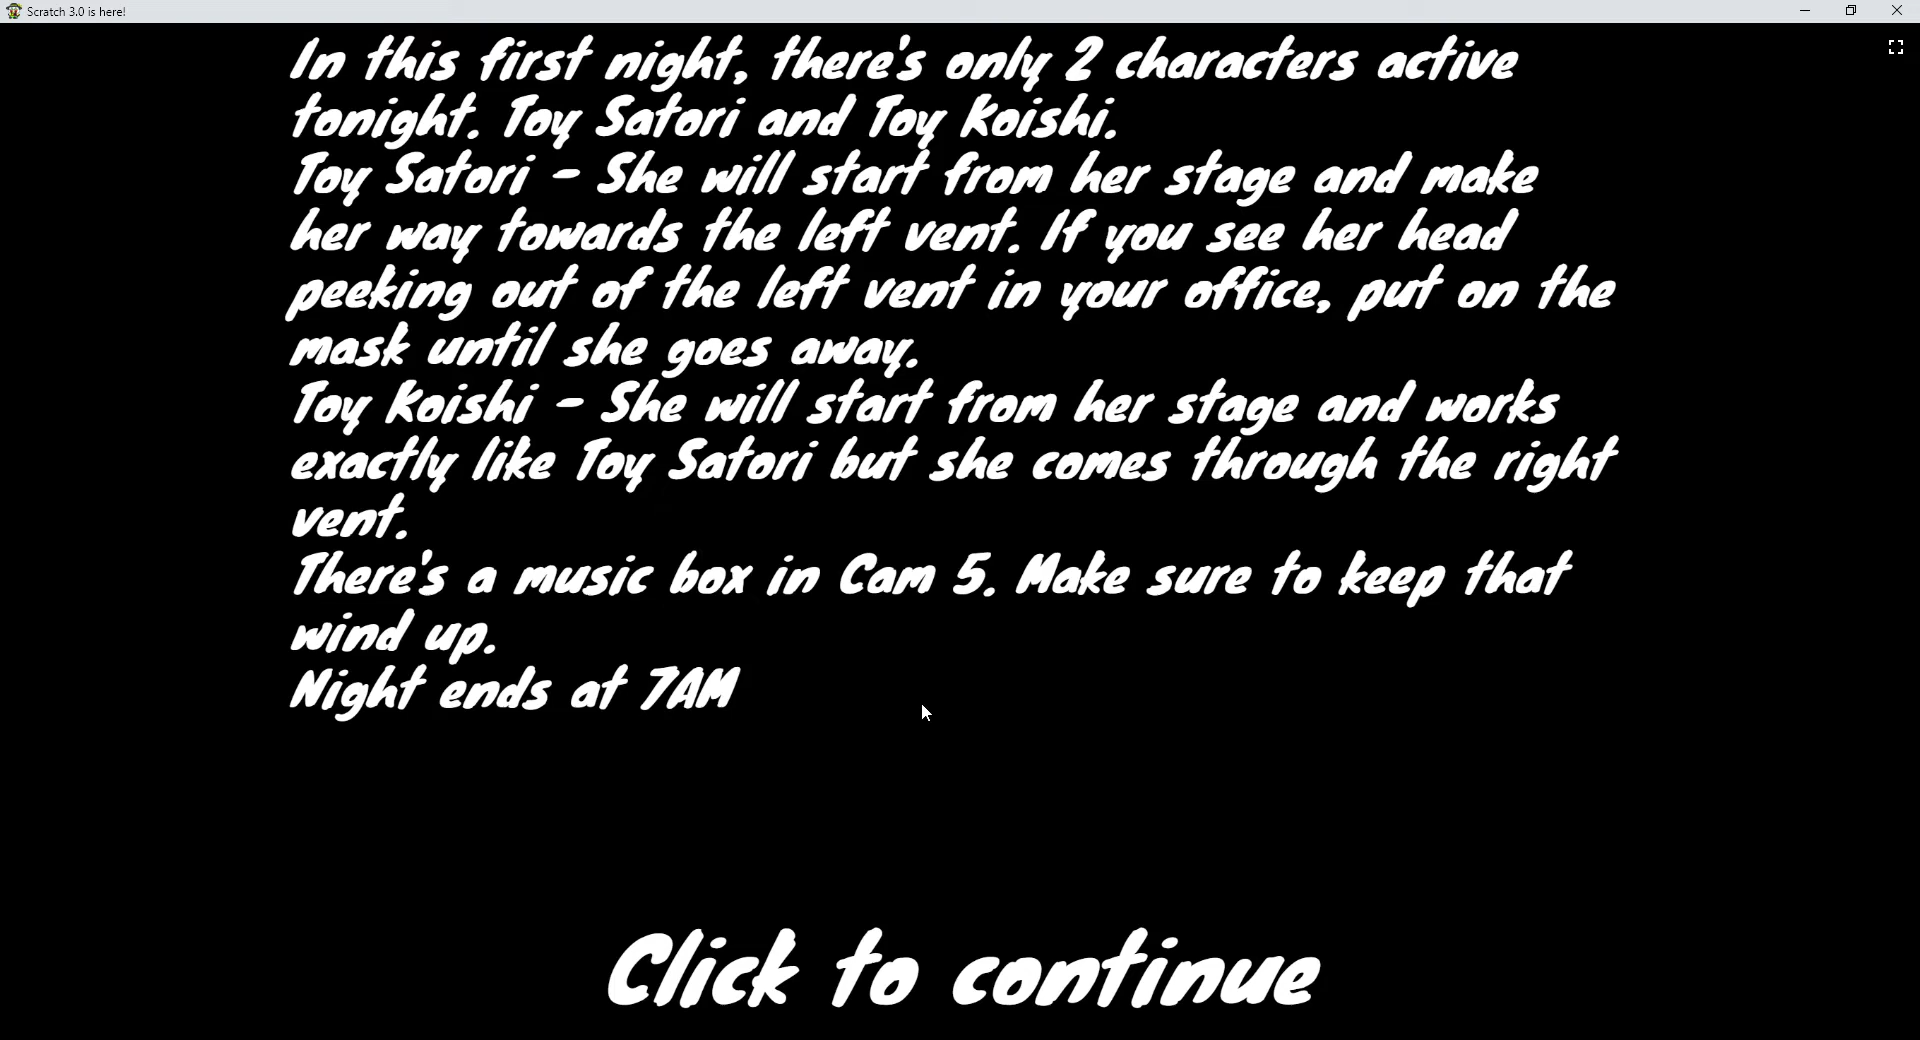 Scratch 3.0 is here!
In this first night, there's only 2 characters active
tonight. Toy Satori and Toy Koishi.
Toy Satori - She will start from her stage and make
her way towards the left vent. If you see her head
peeking out of the left vent in your office, put on the
mask until she goes away.
Toy Koishi - She will start from her stage and works
exactly like Toy Satori but she comes through the right
vent.
There's a music box in Cam 5. Make sure to keep that
wind up.
Night ends at 7AM
Click to continue